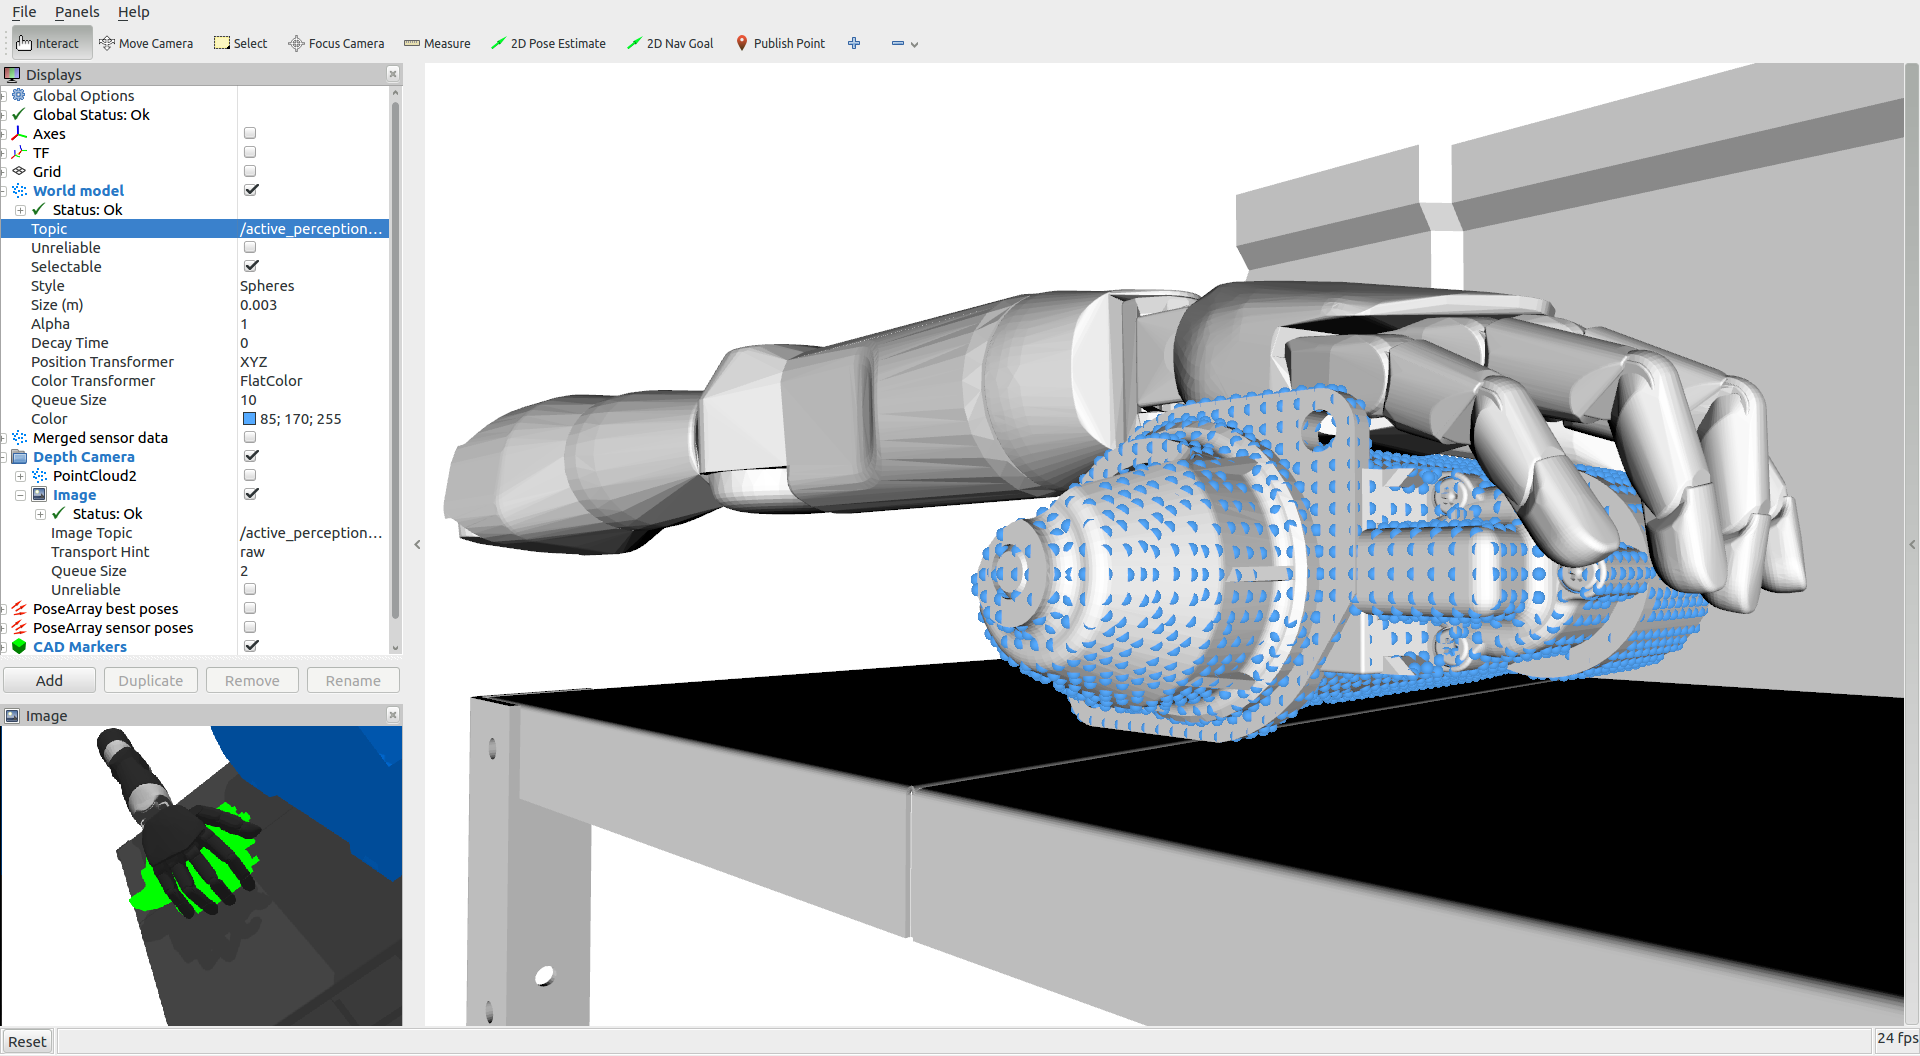 File Panels Help
Interact Move Camera Select Focus Camera Measure 2D Pose Estimate 2D Nav Goal Publish Point
Displays
Global Options
Global Status: Ok
Axes
TF
Grid
World model
Status: Ok
Topic /active_perception...
Unreliable
Selectable
Style Spheres
Size (m) 0.003
Alpha 1
Decay Time 0
Position Transformer XYZ
Color Transformer FlatColor
Queue Size 10
Color 85; 170; 255
Merged sensor data
Depth Camera
PointCloud2
Image
Status: Ok
Image Topic /active_perception...
Transport Hint raw
Queue Size 2
Unreliable
PoseArray best poses
PoseArray sensor poses
CAD Markers
Add Duplicate Remove Rename
Image
Reset 24 fps